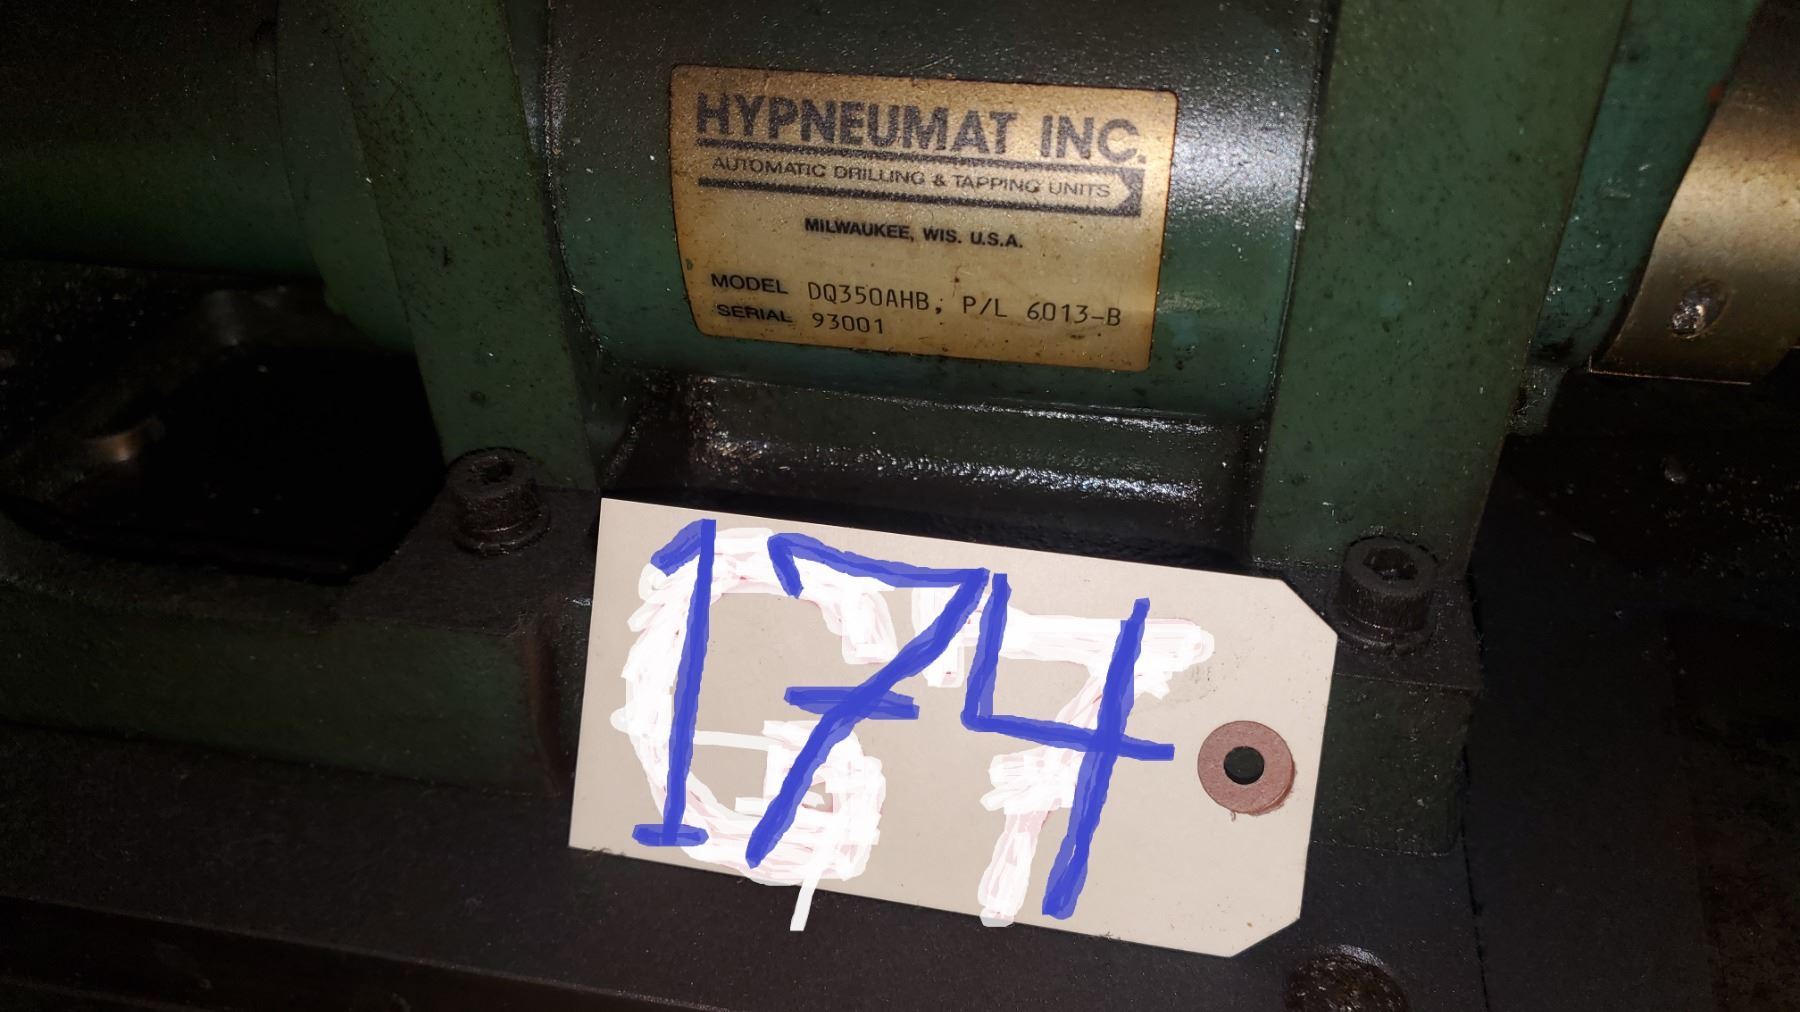 HYPNEUMAT INC.
AUTOMATIC DRILLING & TAPPING UNITS
MILWAUKEE, WIS. U.S.A.
MODEL DQ350AHB, P/L 6013-B
SERIAL 93001
174